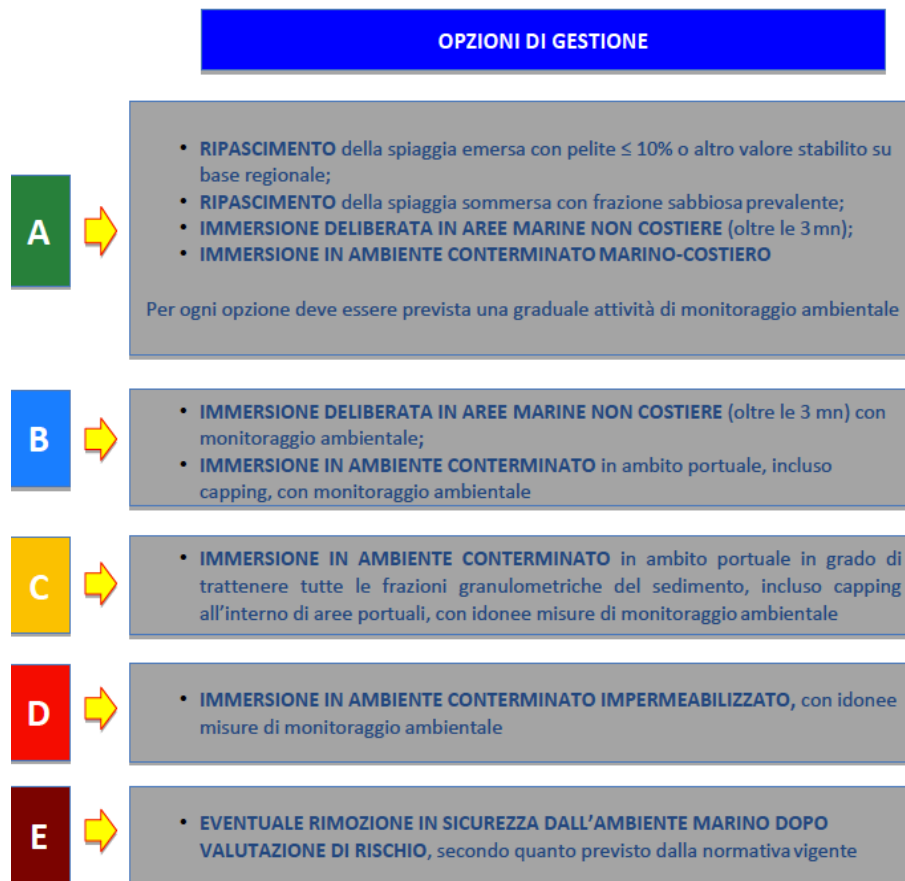 OPZIONI DI GESTIONE
A
• RIPASCIMENTO della spiaggia emersa con pelite ≤ 10% o altro valore stabilito su
base regionale;
• RIPASCIMENTO della spiaggia sommersa con frazione sabbiosa prevalente;
• IMMERSIONE DELIBERATA IN AREE MARINE NON COSTIERE (oltre le 3 mn);
• IMMERSIONE IN AMBIENTE CONTERMINATO MARINO-COSTIERO
Per ogni opzione deve essere prevista una graduale attività di monitoraggio ambientale
B
• IMMERSIONE DELIBERATA IN AREE MARINE NON COSTIERE (oltre le 3 mn) con
monitoraggio ambientale;
• IMMERSIONE IN AMBIENTE CONTERMINATO in ambito portuale, incluso
capping, con monitoraggio ambientale
C
• IMMERSIONE IN AMBIENTE CONTERMINATO in ambito portuale in grado di
trattenere tutte le frazioni granulometriche del sedimento, incluso capping
all'interno di aree portuali, con idonee misure di monitoraggio ambientale
D
• IMMERSIONE IN AMBIENTE CONTERMINATO IMPERMEABILIZZATO, con idonee
misure di monitoraggio ambientale
E
• EVENTUALE RIMOZIONE IN SICUREZZA DALL'AMBIENTE MARINO DOPO
VALUTAZIONE DI RISCHIO, secondo quanto previsto dalla normativa vigente